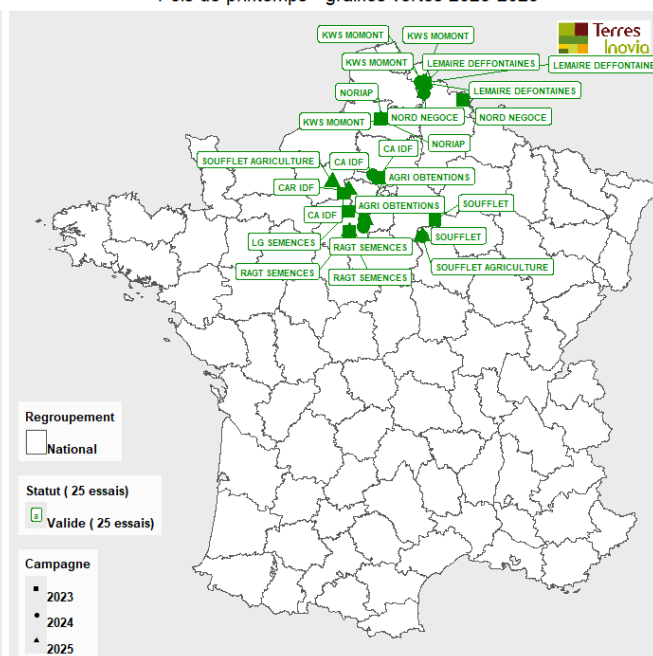 Terres
Inovia
KWS MOMONT
KWS MOMONT
KWS MOMONT
LEMAIRE DEFFONTAINES
LEMAIRE DEFFONTAINE
NORIAP
LEMAIRE DEFONTAINES
KWS MOMONT
NORD NEGOCE
NORD NEGOCE
NORIAP
CA IDF
SOUFFLET AGRICULTURE
CA IDF
AGRI OBTENTIONS
CAR IDF
SOUFFLET
AGRI OBTENTIONS
CA IDF
SOUFFLET
LG SEMENCES
RAGT SEMENCES
SOUFFLET AGRICULTURE
RAGT SEMENCES
RAGT SEMENCES
Regroupement
National
Statut ( 25 essais)
a
Valide ( 25 essais)
Campagne
2023
2024
2025